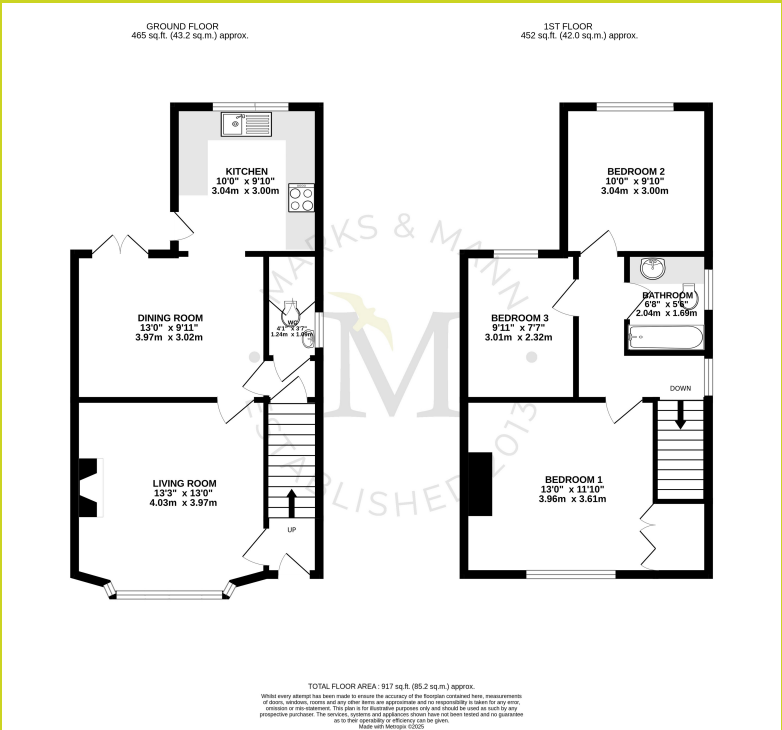 GROUND FLOOR
465 sq.ft. (43.2 sq.m.) approx.
1ST FLOOR
452 sq.ft. (42.0 sq.m.) approx.
KITCHEN
10'0" x 9'10"
3.04m x 3.00m
DINING ROOM
13'0" x 9'11"
3.97m x 3.02m
WC
4'1" x 3'7"
1.24m x 1.09m
LIVING ROOM
13'3" x 13'0"
4.03m x 3.97m
UP
BEDROOM 2
10'0" x 9'10"
3.04m x 3.00m
BATHROOM
6'8" x 5'6"
2.04m x 1.69m
BEDROOM 3
9'11" x 7'7"
3.01m x 2.32m
DOWN
BEDROOM 1
13'0" x 11'10"
3.96m x 3.61m
MARKS & MANN
M
ESTABLISHED 2013
TOTAL FLOOR AREA : 917 sq.ft. (85.2 sq.m.) approx.
Whilst every attempt has been made to ensure the accuracy of the floorplan contained here, measurements
of doors, windows, rooms and any other items are approximate and no responsibility is taken for any error,
omission or mis-statement. This plan is for illustrative purposes only and should be used as such by any
prospective purchaser. The services, systems and appliances shown have not been tested and no guarantee
as to their operability or efficiency can be given.
Made with Metropix ©2025